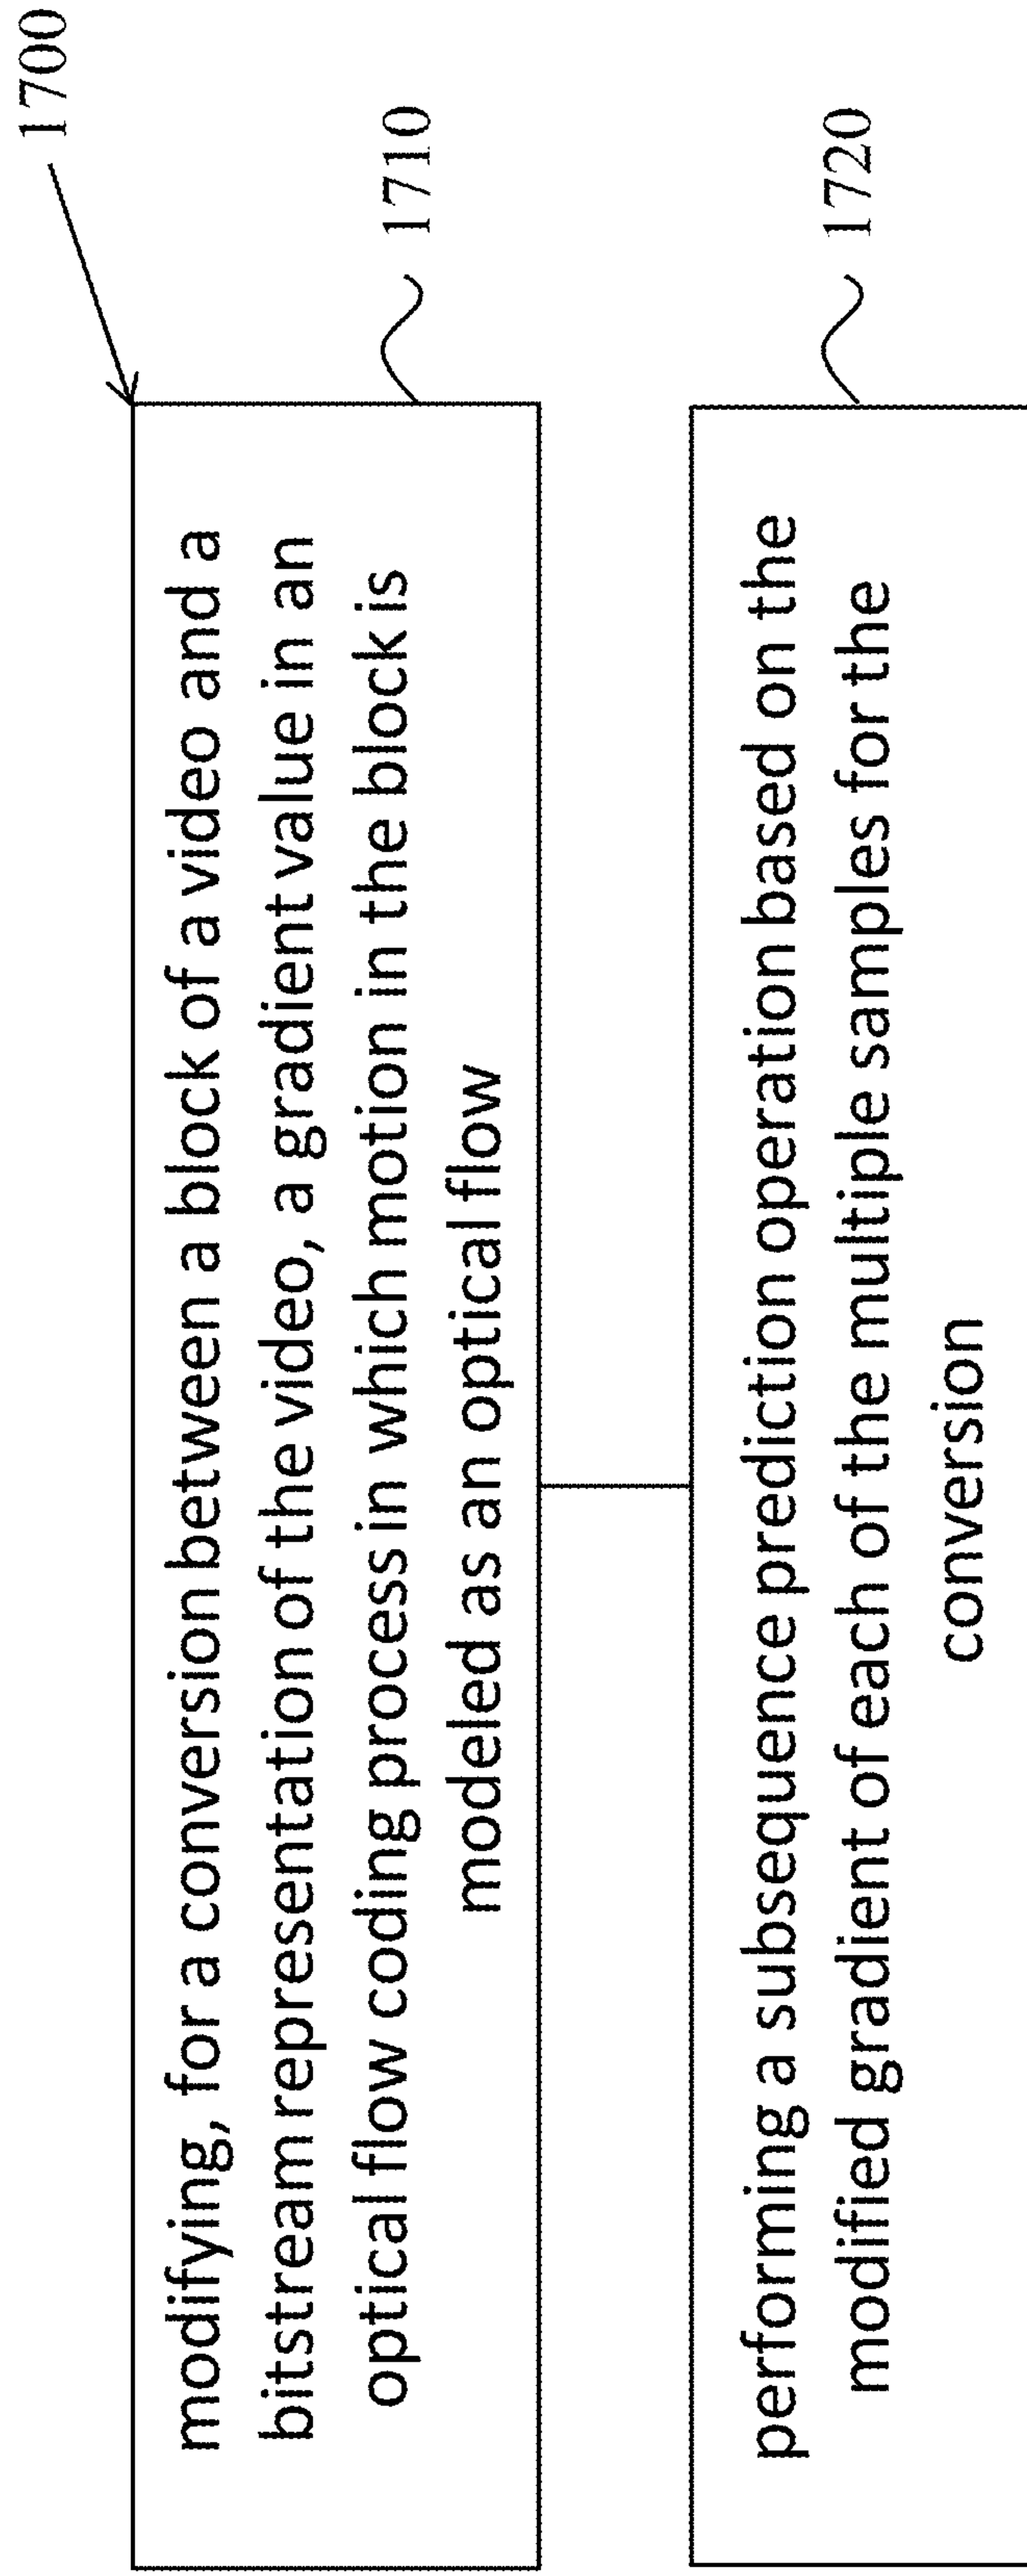 1700
modifying, for a conversion between a block of a video and a
bitstream representation of the video, a gradient value in an
optical flow coding process in which motion in the block is
modeled as an optical flow
1710
performing a subsequence prediction operation based on the
modified gradient of each of the multiple samples for the
conversion
1720